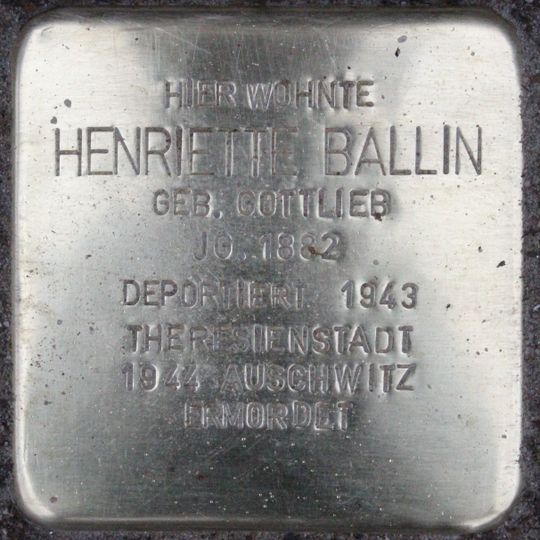 HIER WOHNTE
HENRIETTE BALLIN
GEB. GOTTLIEB
JG. 1882
DEPORTIERT 1943
THERESIENSTADT
1944 AUSCHWITZ
ERMORDET